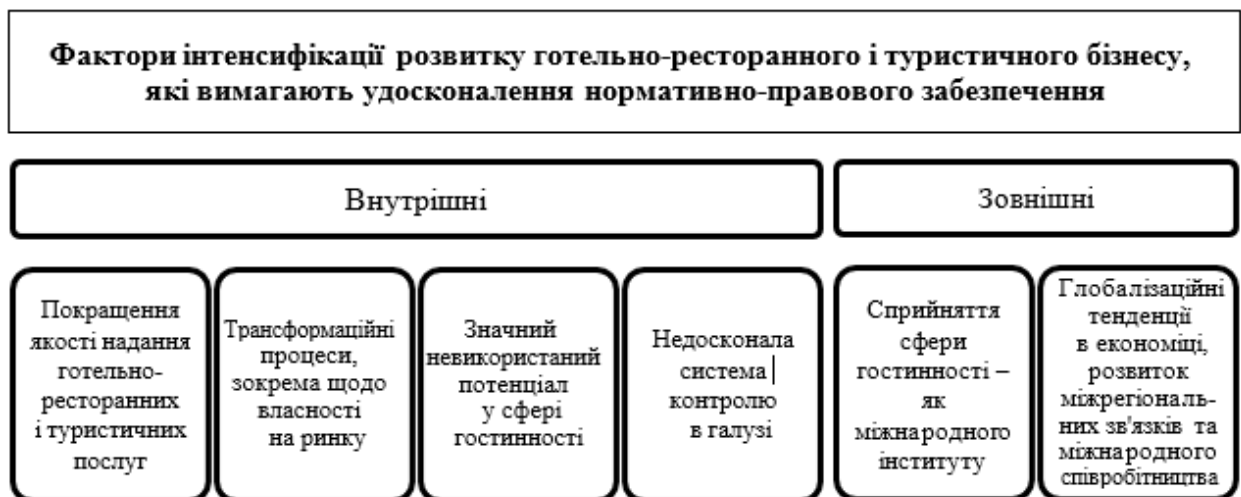 Фактори інтенсифікації розвитку готельно-ресторанного і туристичного бізнесу,
які вимагають удосконалення нормативно-правового забезпечення
Внутрішні
Зовнішні
Покращення
якості надання
готельно-
ресторанних
і туристичних
послуг
Трансформаційні
процеси,
зокрема щодо
власності
на ринку
Значний
невикористаний
потенціал
у сфері
гостинності
Недосконала
система
контролю
в галузі
Сприйняття
сфери
гостинності –
як
міжнародного
інституту
Глобалізаційні
тенденції
в економіці,
розвиток
міжрегіональ-
них зв'язків та
міжнародного
співробітництва